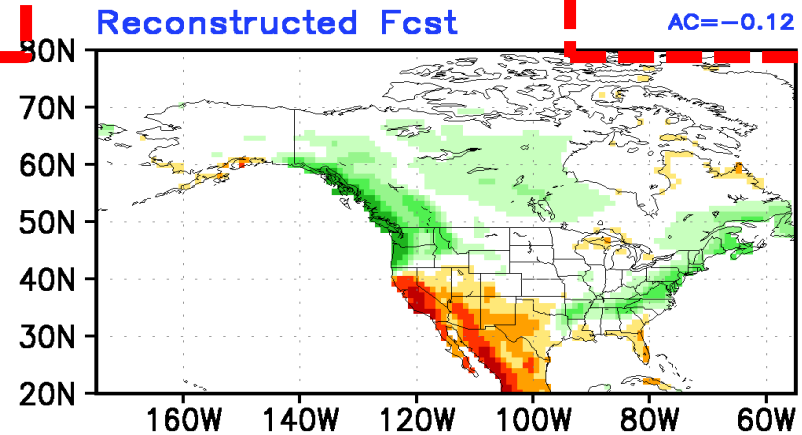 Reconstructed Fcst AC=-0.12
80N
70N
60N
50N
40N
30N
20N
160W 140W 120W 100W 80W 60W